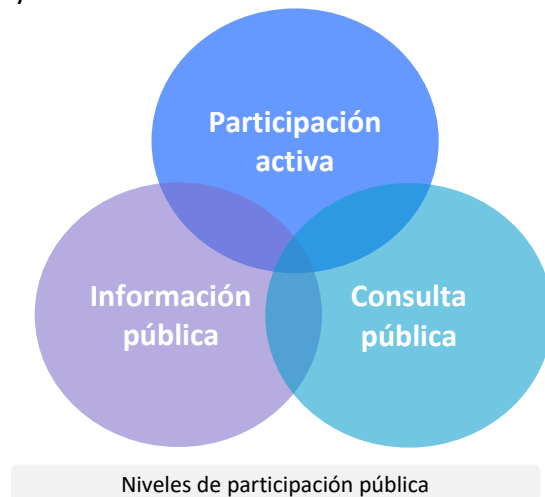 Participación
activa
Información
pública
Consulta
pública
Niveles de participación pública